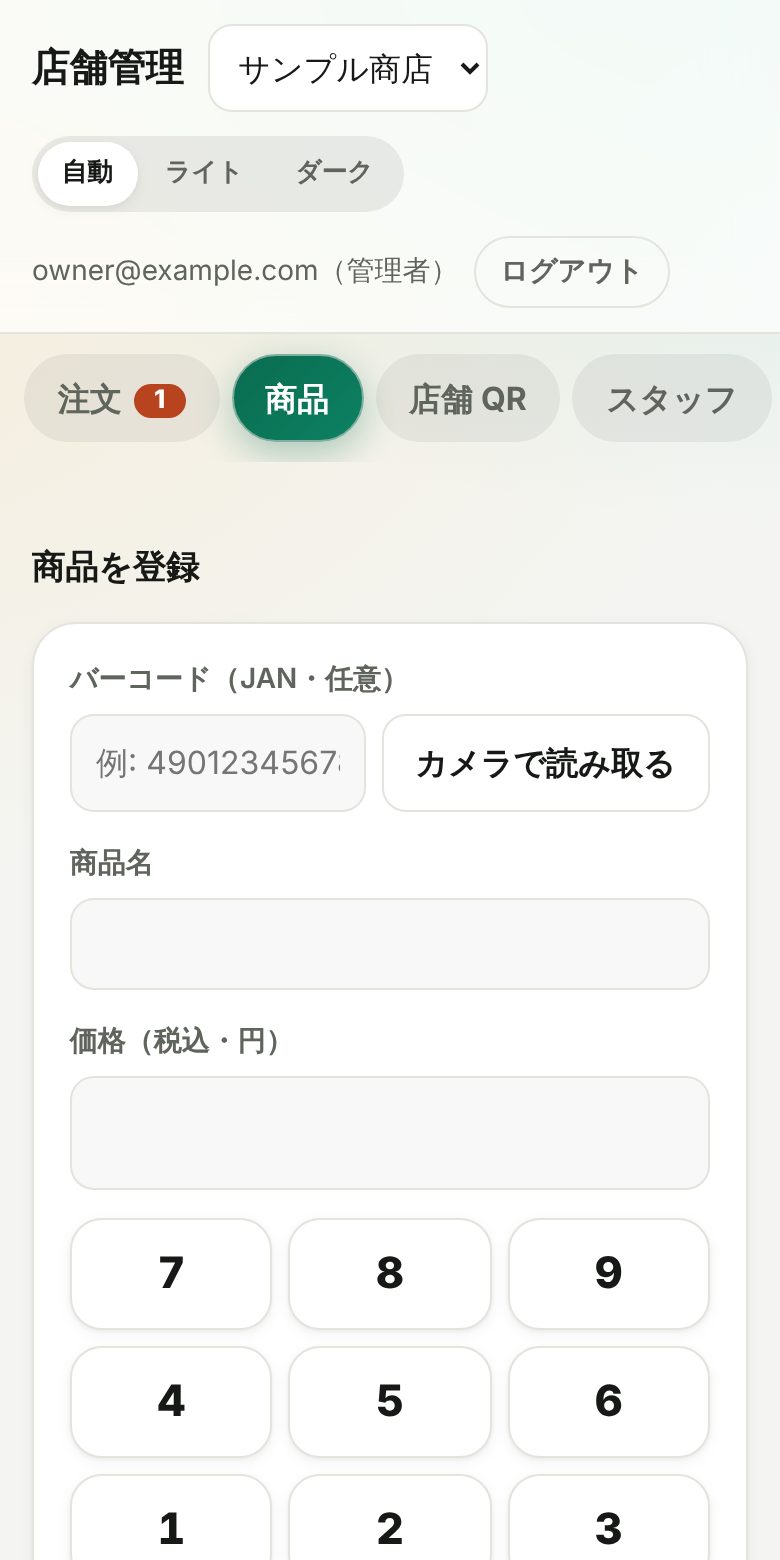 店舗管理 サンプル商店
自動 ライト ダーク
owner@example.com（管理者） ログアウト
注文 1 商品 店舗 QR スタッフ
商品を登録
バーコード（JAN・任意）
例: 4901234567 カメラで読み取る
商品名
価格（税込・円）
7 8 9
4 5 6
1 2 3